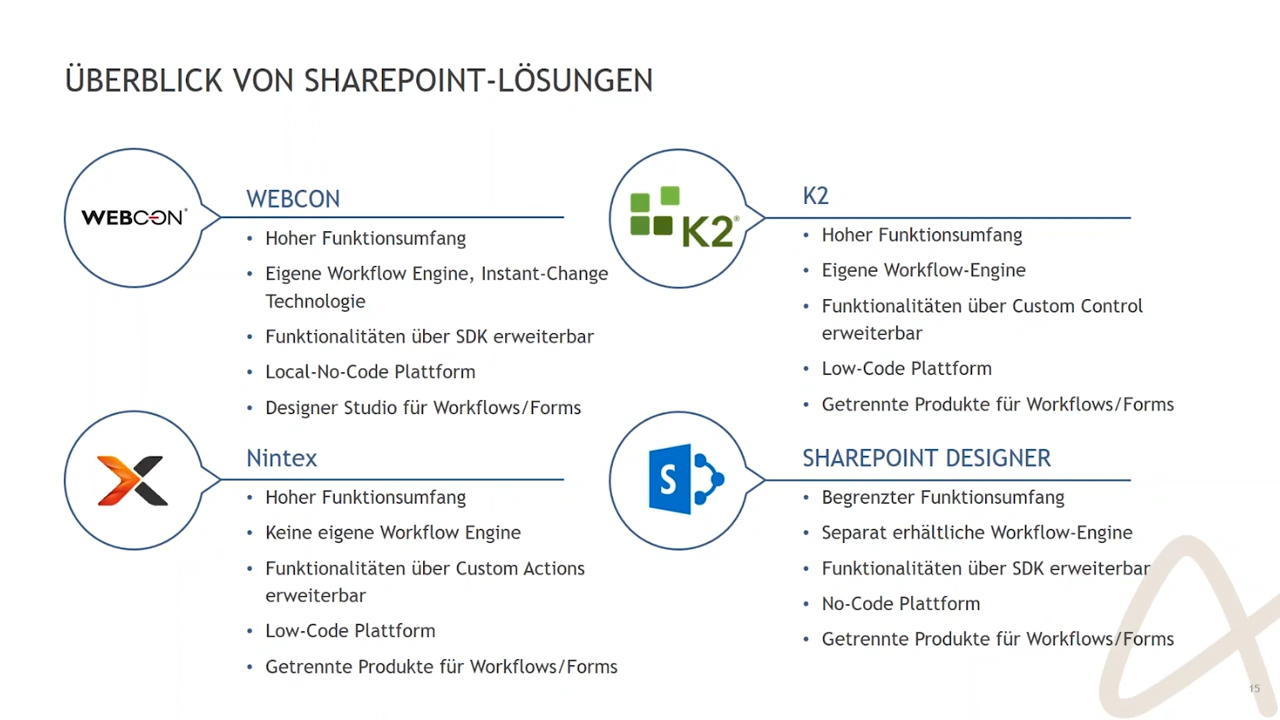 ÜBERBLICK VON SHAREPOINT-LÖSUNGEN
WEBCON®
WEBCON
• Hoher Funktionsumfang
• Eigene Workflow Engine, Instant-Change
Technologie
• Funktionalitäten über SDK erweiterbar
• Local-No-Code Plattform
• Designer Studio für Workflows/Forms
K2®
K2
• Hoher Funktionsumfang
• Eigene Workflow-Engine
• Funktionalitäten über Custom Control
erweiterbar
• Low-Code Plattform
• Getrennte Produkte für Workflows/Forms
Nintex
• Hoher Funktionsumfang
• Keine eigene Workflow Engine
• Funktionalitäten über Custom Actions
erweiterbar
• Low-Code Plattform
• Getrennte Produkte für Workflows/Forms
S
SHAREPOINT DESIGNER
• Begrenzter Funktionsumfang
• Separat erhältliche Workflow-Engine
• Funktionalitäten über SDK erweiterbar
• No-Code Plattform
• Getrennte Produkte für Workflows/Forms
15